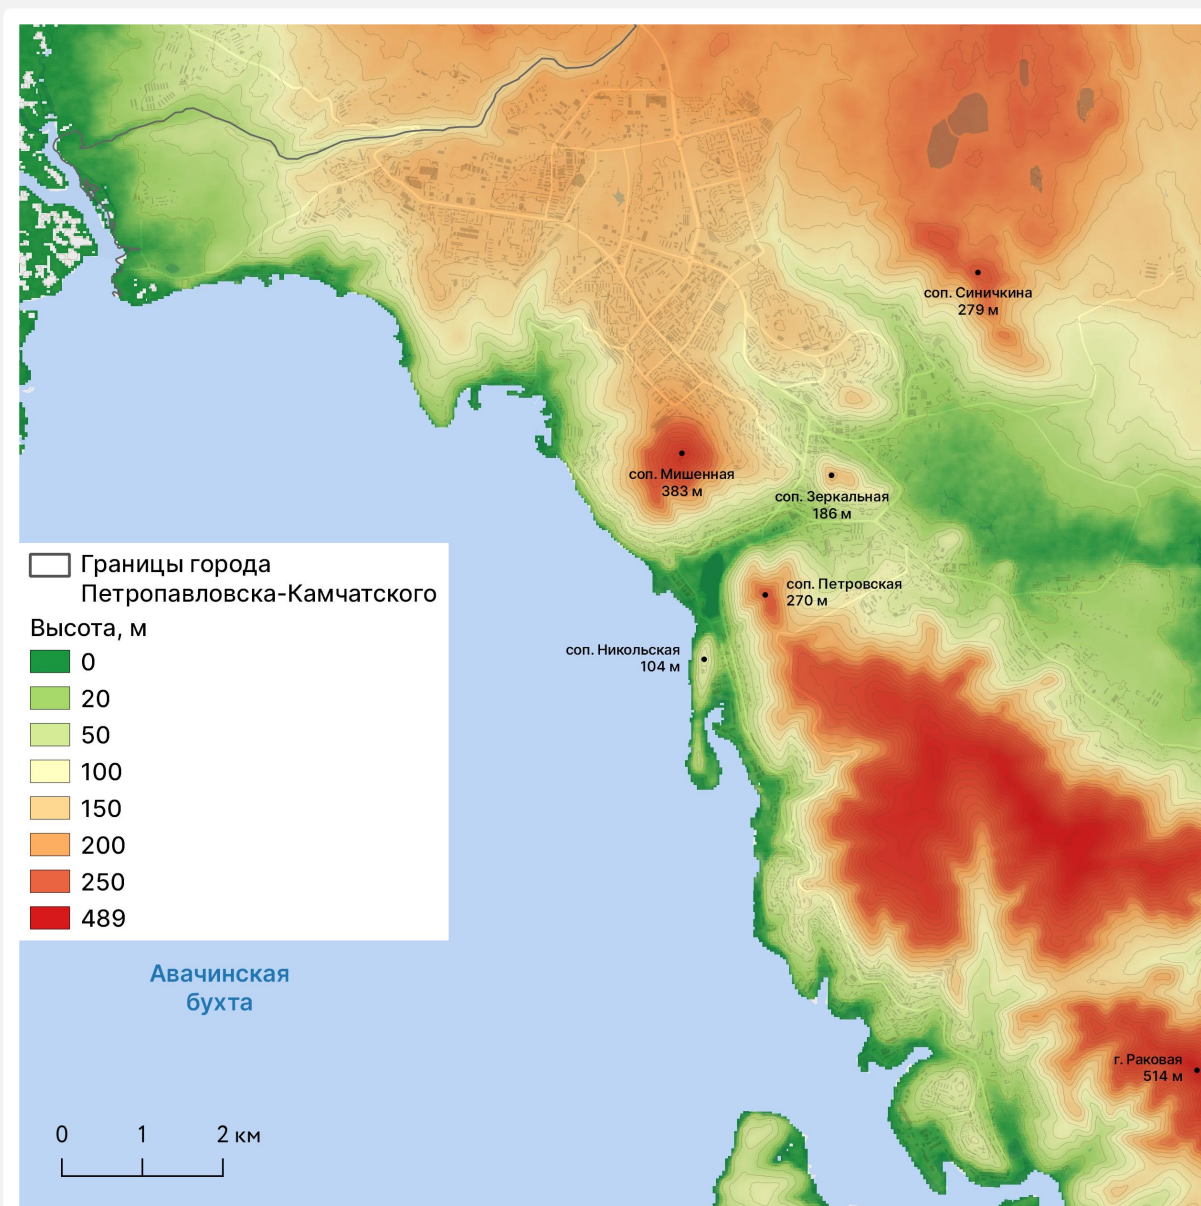 соп. Синичкина
279 м
соп. Мишенная
383 м
соп. Зеркальная
186 м
Границы города
Петропавловска-Камчатского
Высота, м
0
20
50
100
150
200
250
489
соп. Петровская
270 м
соп. Никольская
104 м
Авачинская
бухта
г. Раковая
514 м
0 1 2 км